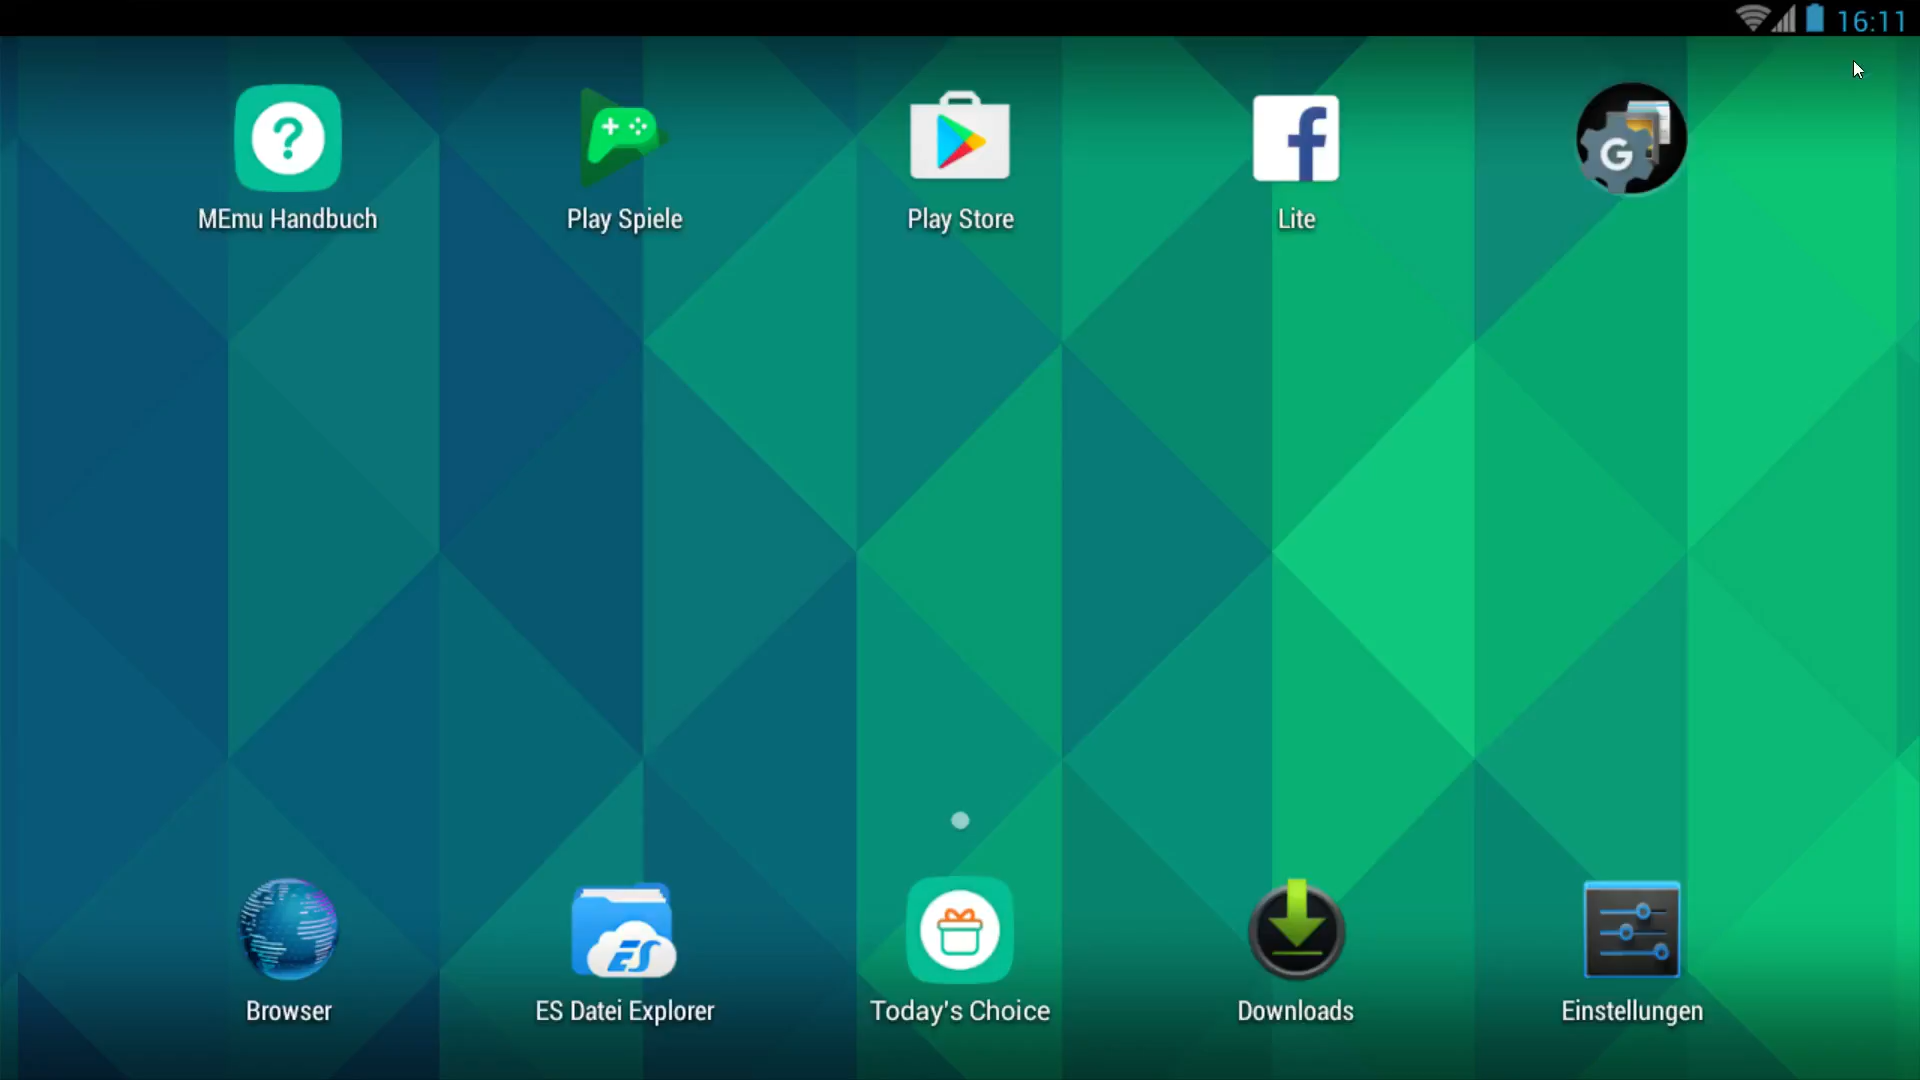 16:11
MEmu Handbuch
Play Spiele
Play Store
Lite
G
Browser
ES Datei Explorer
Today's Choice
Downloads
Einstellungen